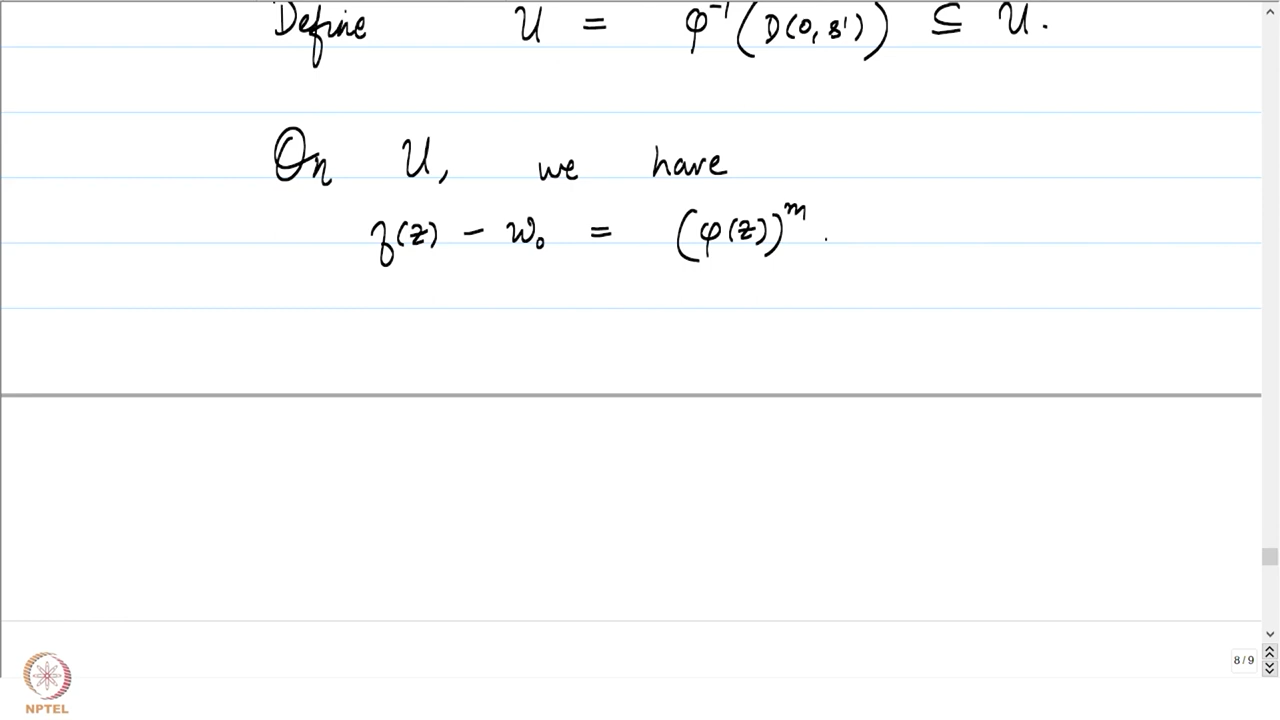 Define U = φ⁻¹(D(0, s')) ⊆ U.
On U, we have
f(z) − w₀ = (φ(z))ᵐ.
8 / 9
NPTEL